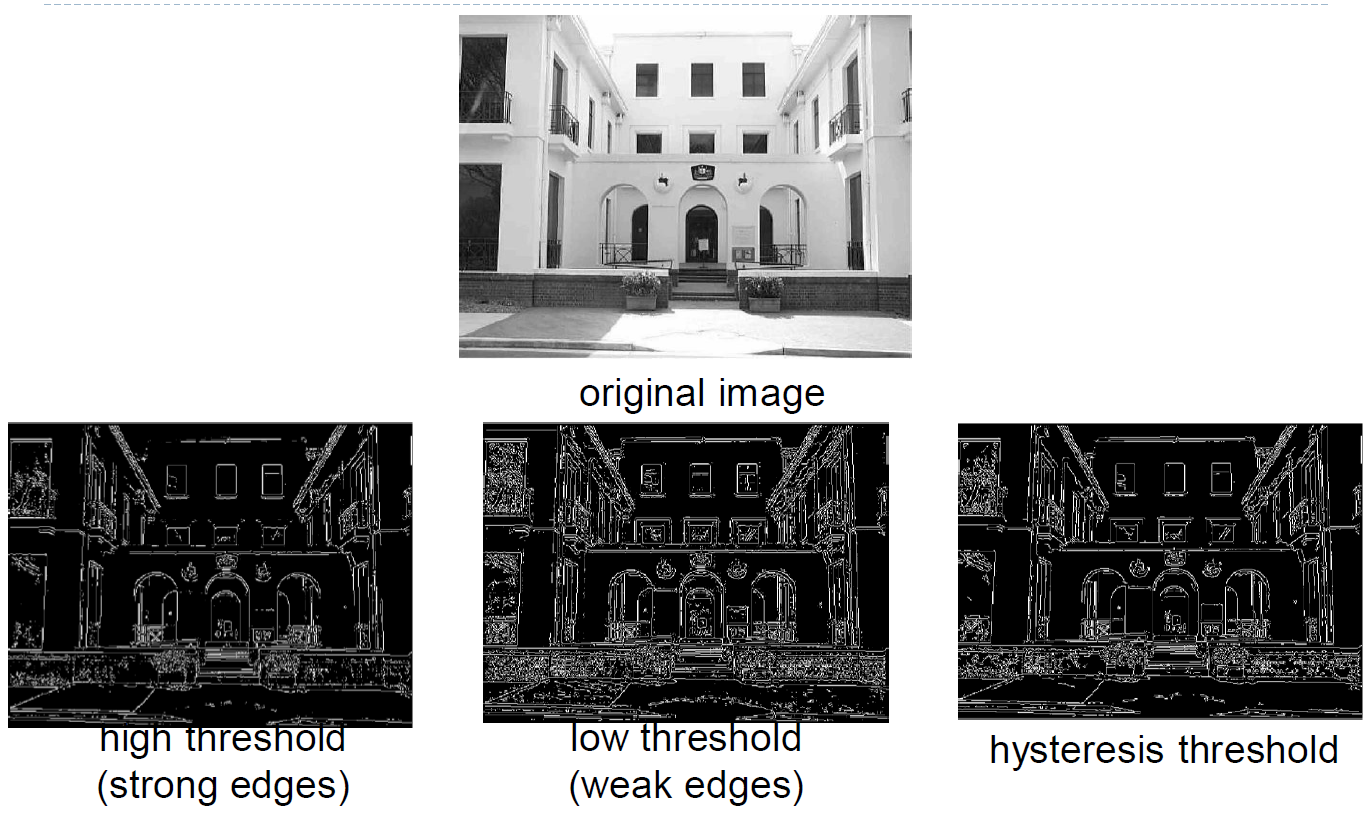 original image
high threshold
(strong edges)
low threshold
(weak edges)
hysteresis threshold